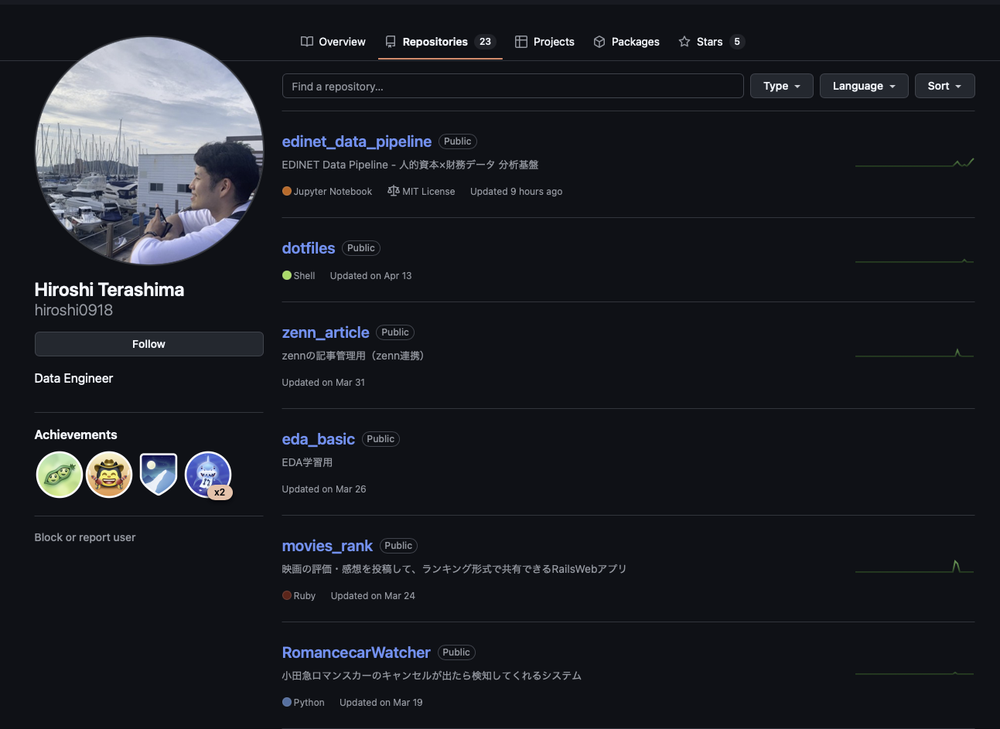 Overview
Repositories 23
Projects
Packages
Stars 5
Find a repository...
Type
Language
Sort
Hiroshi Terashima
hiroshi0918
Follow
Data Engineer
Achievements
x2
Block or report user
edinet_data_pipeline Public
EDINET Data Pipeline - 人的資本×財務データ 分析基盤
Jupyter Notebook MIT License Updated 9 hours ago
dotfiles Public
Shell Updated on Apr 13
zenn_article Public
zennの記事管理用（zenn連携）
Updated on Mar 31
eda_basic Public
EDA学習用
Updated on Mar 26
movies_rank Public
映画の評価・感想を投稿して、ランキング形式で共有できるRailsWebアプリ
Ruby Updated on Mar 24
RomancecarWatcher Public
小田急ロマンスカーのキャンセルが出たら検知してくれるシステム
Python Updated on Mar 19